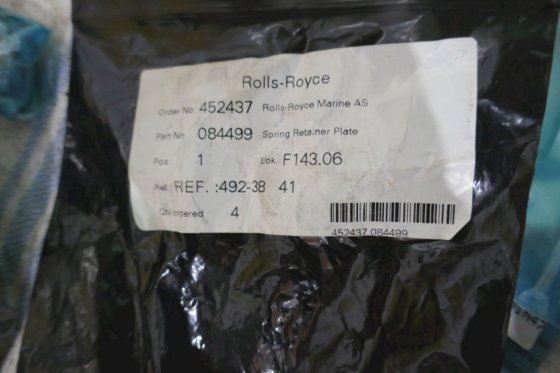 Rolls-Royce
Order No. 452437 Rolls-Royce Marine AS
Part No 084499 Spring Retainer Plate
Pos. 1 Lok. F143.06
REF. :492-38 41
Qty ordered 4
452437 084499